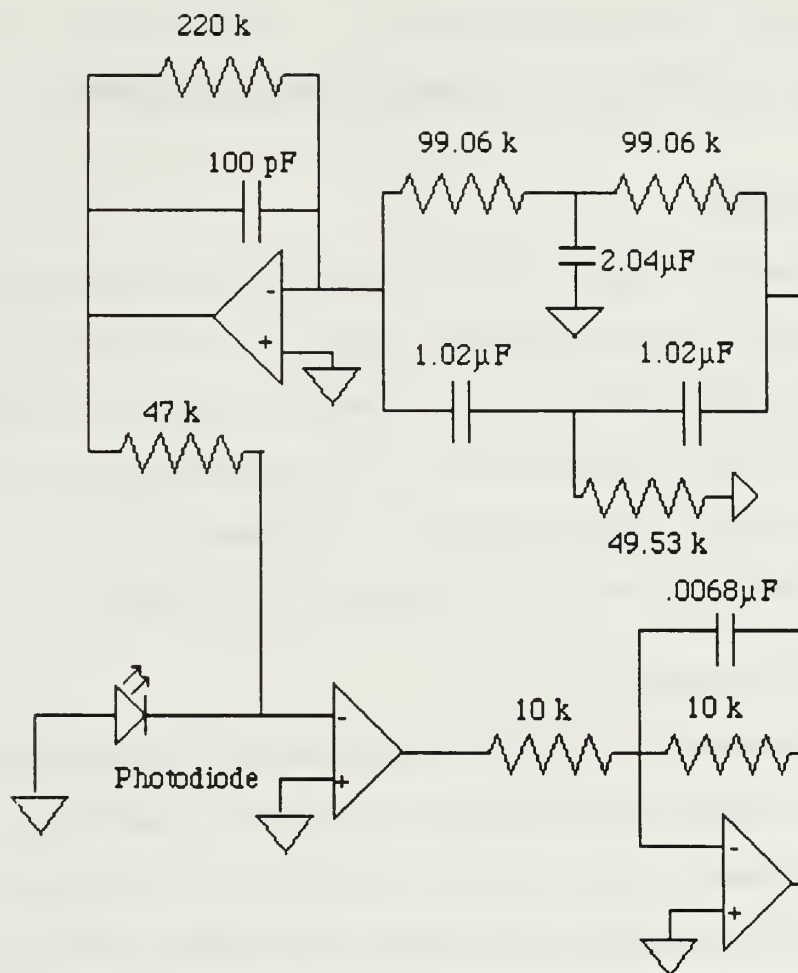 220 k
100 pF
-
+
99.06 k
99.06 k
2.04µF
1.02µF
1.02µF
49.53 k
47 k
.0068µF
Photodiode
-
+
10 k
10 k
-
+